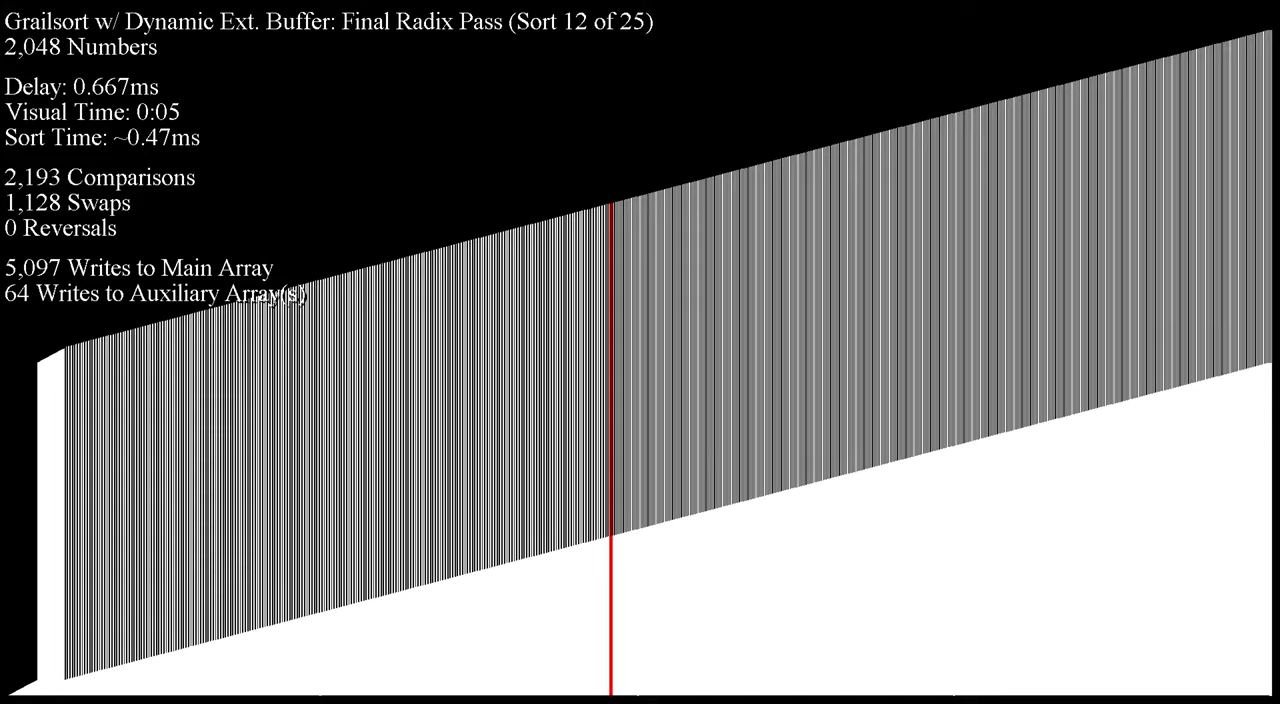 Grailsort w/ Dynamic Ext. Buffer: Final Radix Pass (Sort 12 of 25)
2,048 Numbers
Delay: 0.667ms
Visual Time: 0:05
Sort Time: ~0.47ms
2,193 Comparisons
1,128 Swaps
0 Reversals
5,097 Writes to Main Array
64 Writes to Auxiliary Array(s)